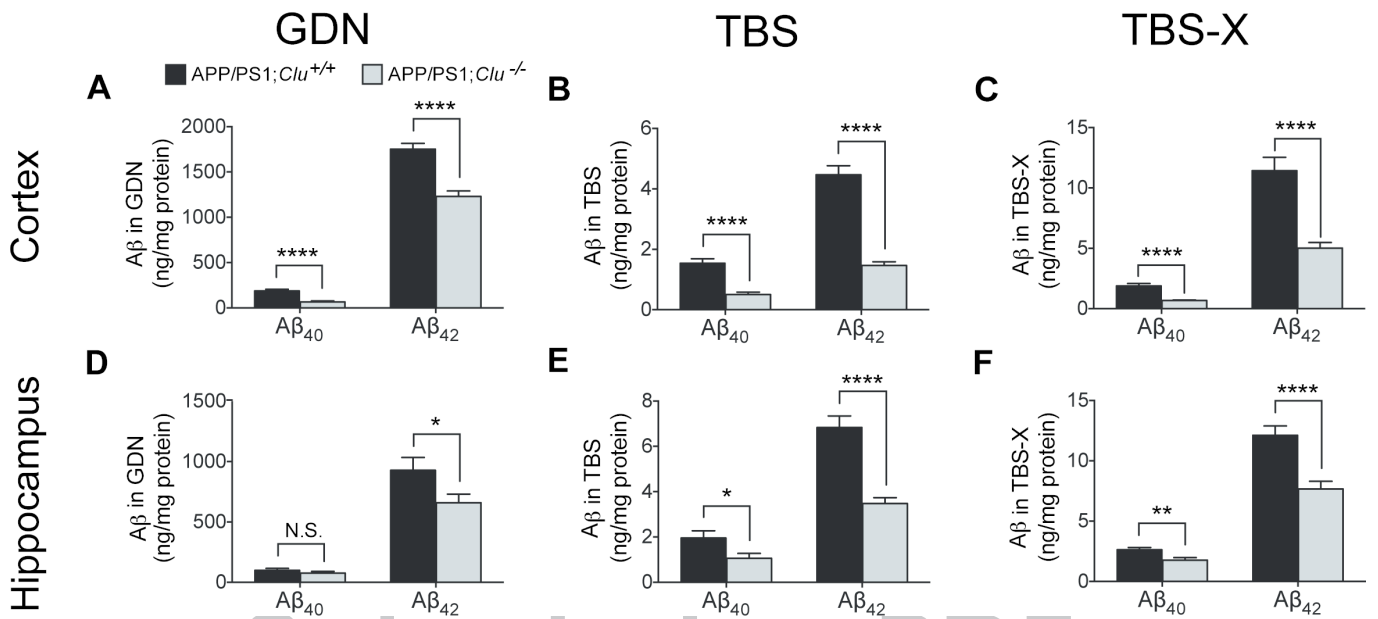 GDN TBS TBS-X
APP/PS1;Clu+/+ APP/PS1;Clu-/-
Cortex
A
Aβ in GDN
(ng/mg protein)
2000
1500
1000
500
0
****
****
Aβ40 Aβ42
B
Aβ in TBS
(ng/mg protein)
6
4
2
0
****
****
Aβ40 Aβ42
C
Aβ in TBS-X
(ng/mg protein)
15
10
5
0
****
****
Aβ40 Aβ42
Hippocampus
D
Aβ in GDN
(ng/mg protein)
1500
1000
500
0
N.S.
*
Aβ40 Aβ42
E
Aβ in TBS
(ng/mg protein)
8
6
4
2
0
*
****
Aβ40 Aβ42
F
Aβ in TBS-X
(ng/mg protein)
15
10
5
0
**
****
Aβ40 Aβ42